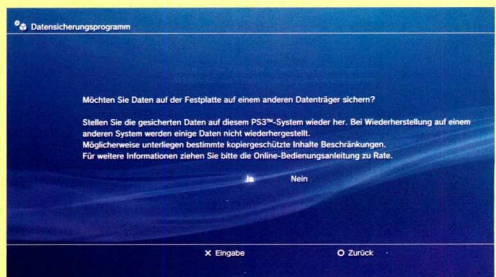 Datensicherungsprogramm
Möchten Sie Daten auf der Festplatte auf einem anderen Datenträger sichern?
Stellen Sie die gesicherten Daten auf diesem PS3™-System wieder her. Bei Wiederherstellung auf einem
anderen System werden einige Daten nicht wiederhergestellt.
Möglicherweise unterliegen bestimmte kopiergeschützte Inhalte Beschränkungen.
Für weitere Informationen ziehen Sie bitte die Online-Bedienungsanleitung zu Rate.
Ja Nein
X Eingabe O Zurück